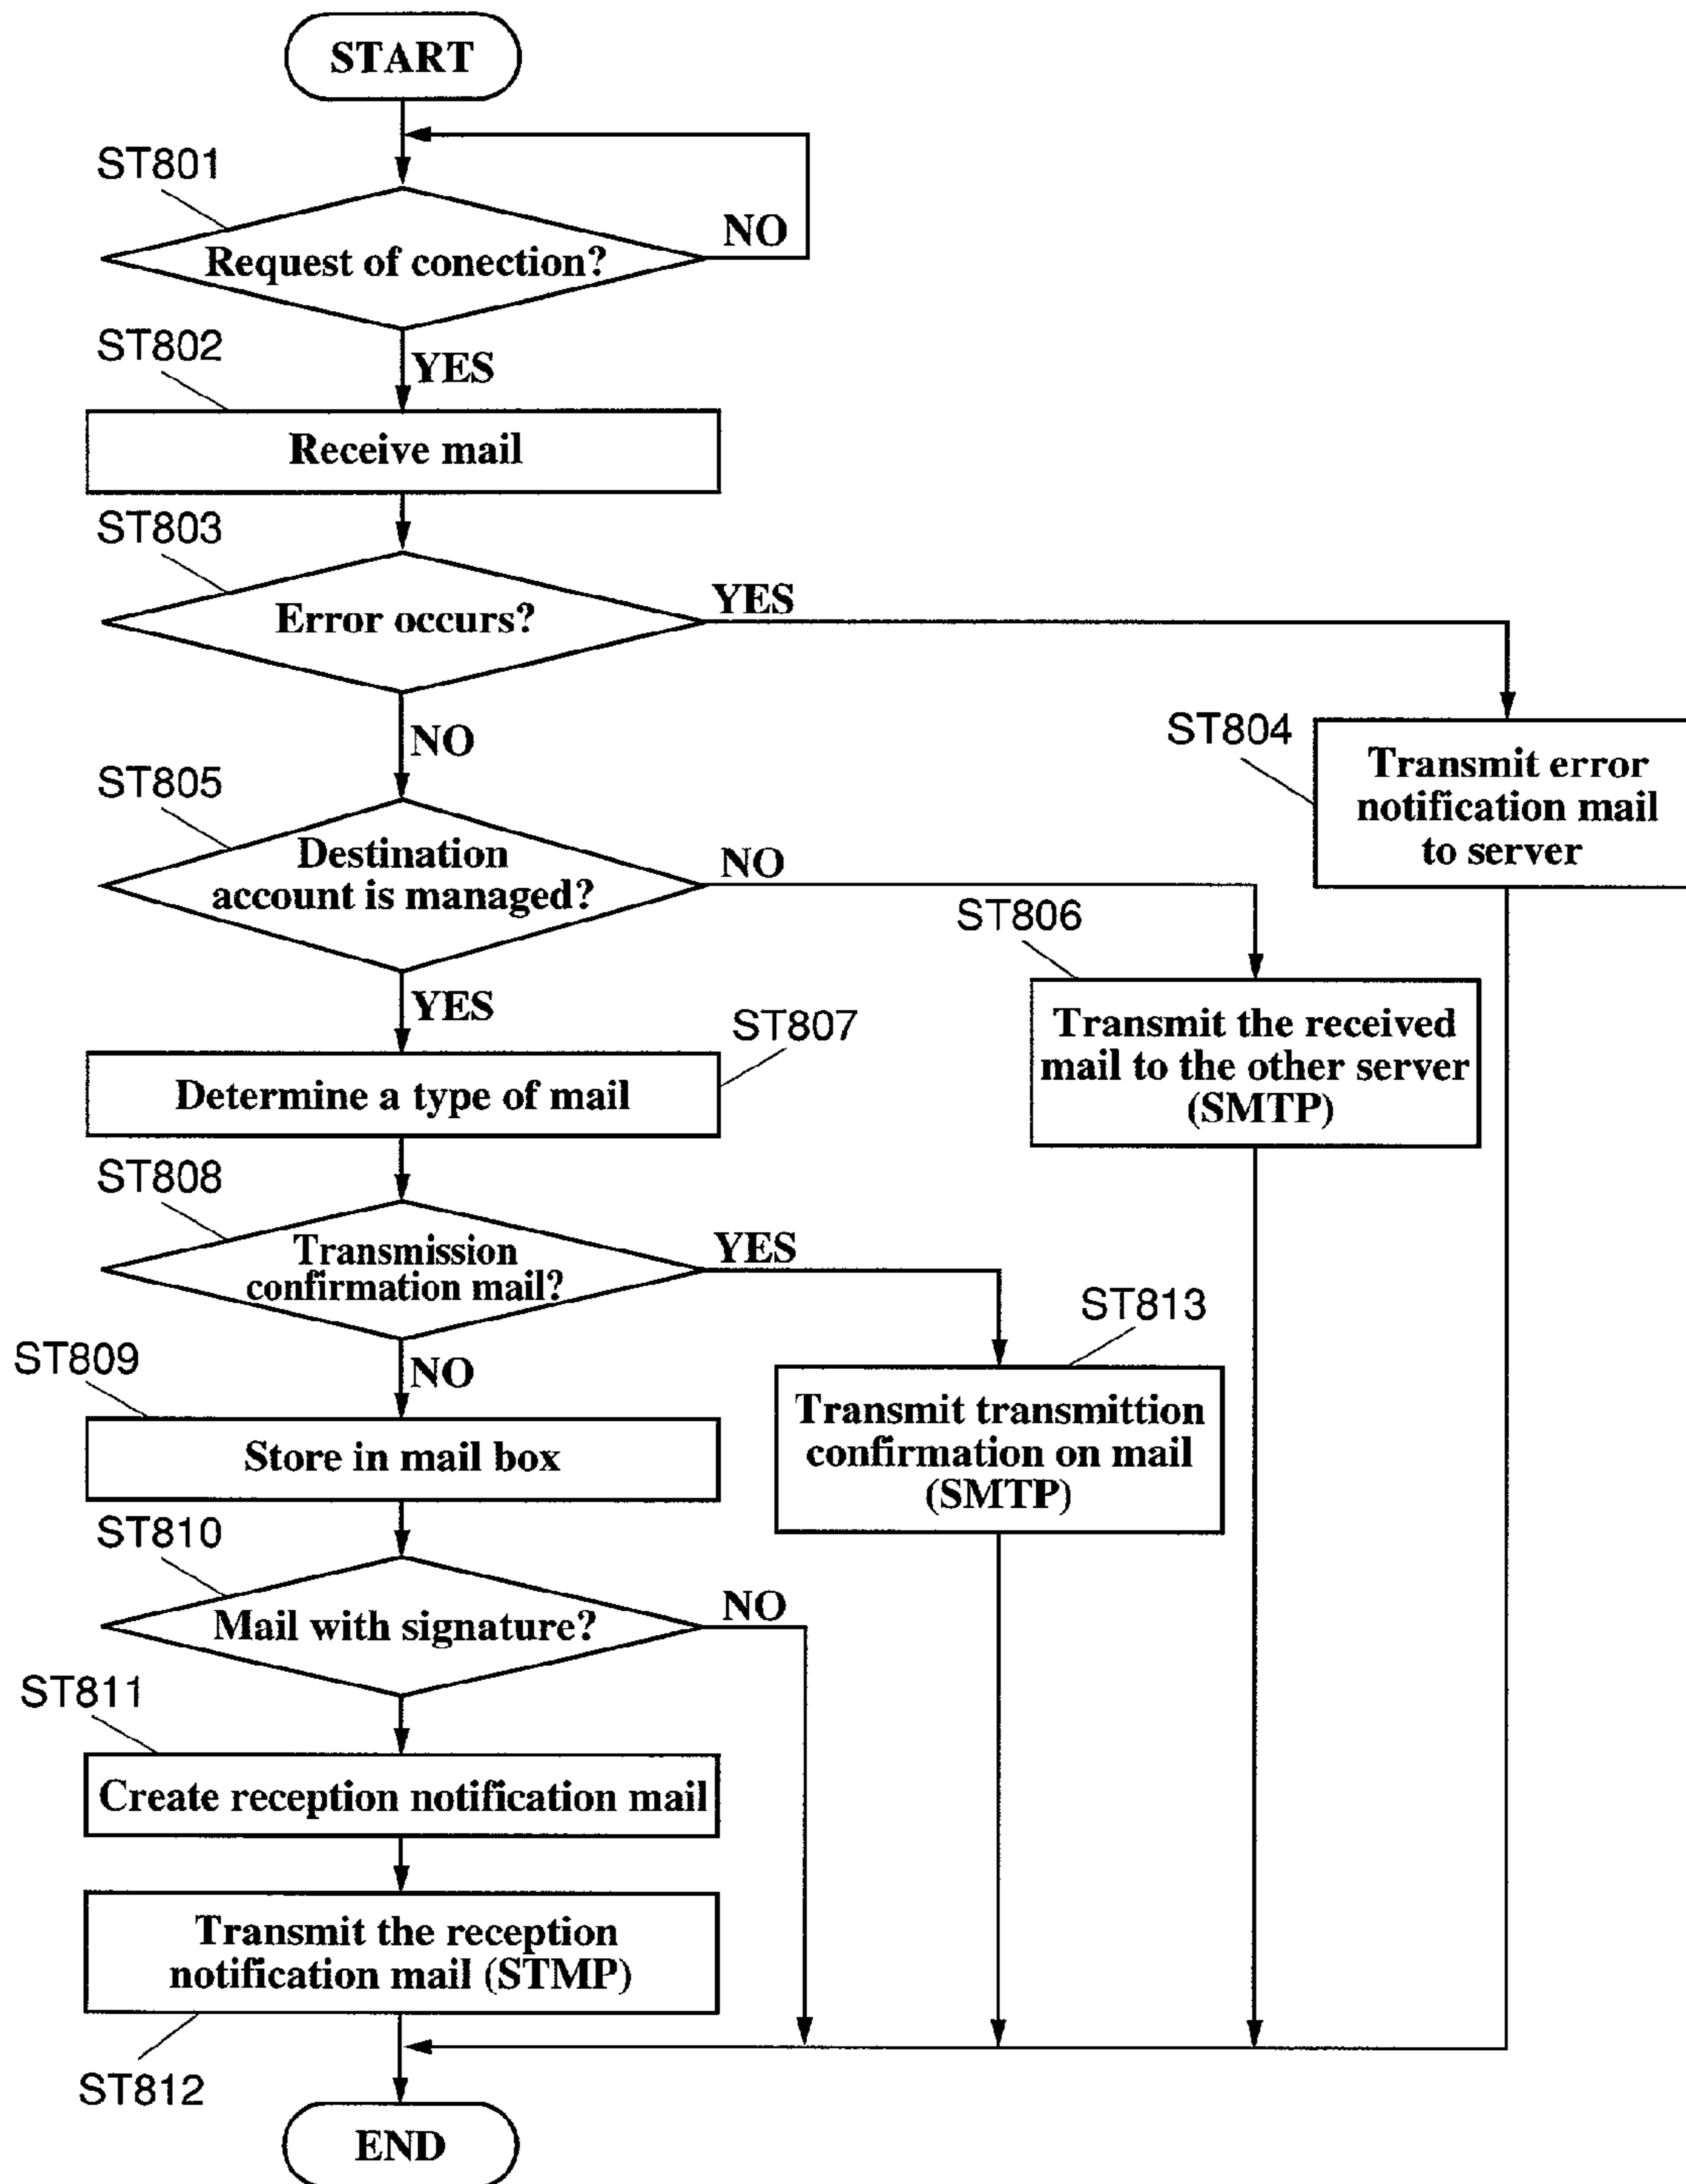 START
ST801
NO
Request of conection?
ST802
YES
Receive mail
ST803
YES
Error occurs?
NO
ST804
Transmit error
notification mail
to server
ST805
Destination
account is managed?
NO
ST806
YES
Transmit the received
mail to the other server
(SMTP)
ST807
Determine a type of mail
ST808
Transmission
confirmation mail?
YES
ST813
ST809
NO
Transmit transmittion
confirmation on mail
(SMTP)
Store in mail box
ST810
NO
Mail with signature?
ST811
Create reception notification mail
Transmit the reception
notification mail (STMP)
ST812
END